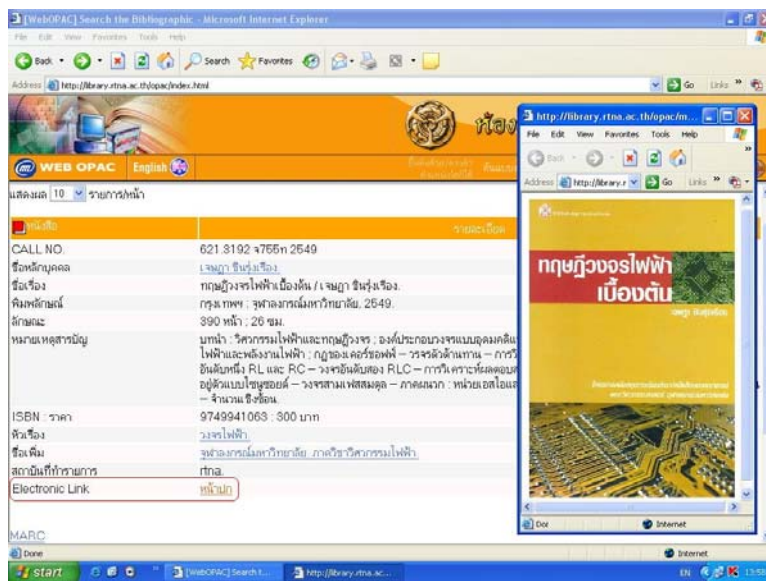 [WebOPAC] Search the Bibliographic - Microsoft Internet Explorer
File Edit View Favorites Tools Help
Back Search Favorites
Address http://library.rtna.ac.th/opac/index.html Go Links
WEB OPAC English
แสดงผล 10 รายการ/หน้า
หนังสือ รายละเอียด
CALL NO. 621.3192 จ755ท 2549
ชื่อหลักบุคคล เจษฎา ชินรุ่งเรือง.
ชื่อเรื่อง ทฤษฎีวงจรไฟฟ้าเบื้องต้น / เจษฎา ชินรุ่งเรือง.
พิมพลักษณ์ กรุงเทพฯ : จุฬาลงกรณ์มหาวิทยาลัย, 2549.
ลักษณะ 390 หน้า ; 26 ซม.
หมายเหตุสารบัญ บทนำ : วิศวกรรมไฟฟ้าและทฤษฎีวงจร ; องค์ประกอบวงจรแบบอุดมคติแ
ไฟฟ้าและพลังงานไฟฟ้า ; กฎของเคอร์ชอฟฟ์ – วงจรตัวต้านทาน – การวิ
อันดับหนึ่ง RL และ RC – วงจรอันดับสอง RLC – การวิเคราะห์ผลตอบส
อยู่ตัวแบบไซนูซอยด์ – วงจรสามเฟสสมดุล – ภาคผนวก : หน่วยเอสไอแล
– จำนวนเชิงซ้อน.
ISBN : ราคา 9749941063 : 300 บาท
หัวเรื่อง วงจรไฟฟ้า.
ชื่อเพิ่ม จุฬาลงกรณ์มหาวิทยาลัย. ภาควิชาวิศวกรรมไฟฟ้า.
สถาบันที่ทำรายการ rtna.
Electronic Link หน้าปก
MARC
Done Internet
start [WebOPAC] Search t... http://library.rtna.ac... EN 13:58
http://library.rtna.ac.th/opac/m...
File Edit View Favorites Tools Help
Back
Address http://library.r Go Links
ทฤษฎีวงจรไฟฟ้า
เบื้องต้น
เจษฎา ชินรุ่งเรือง
Dor Internet